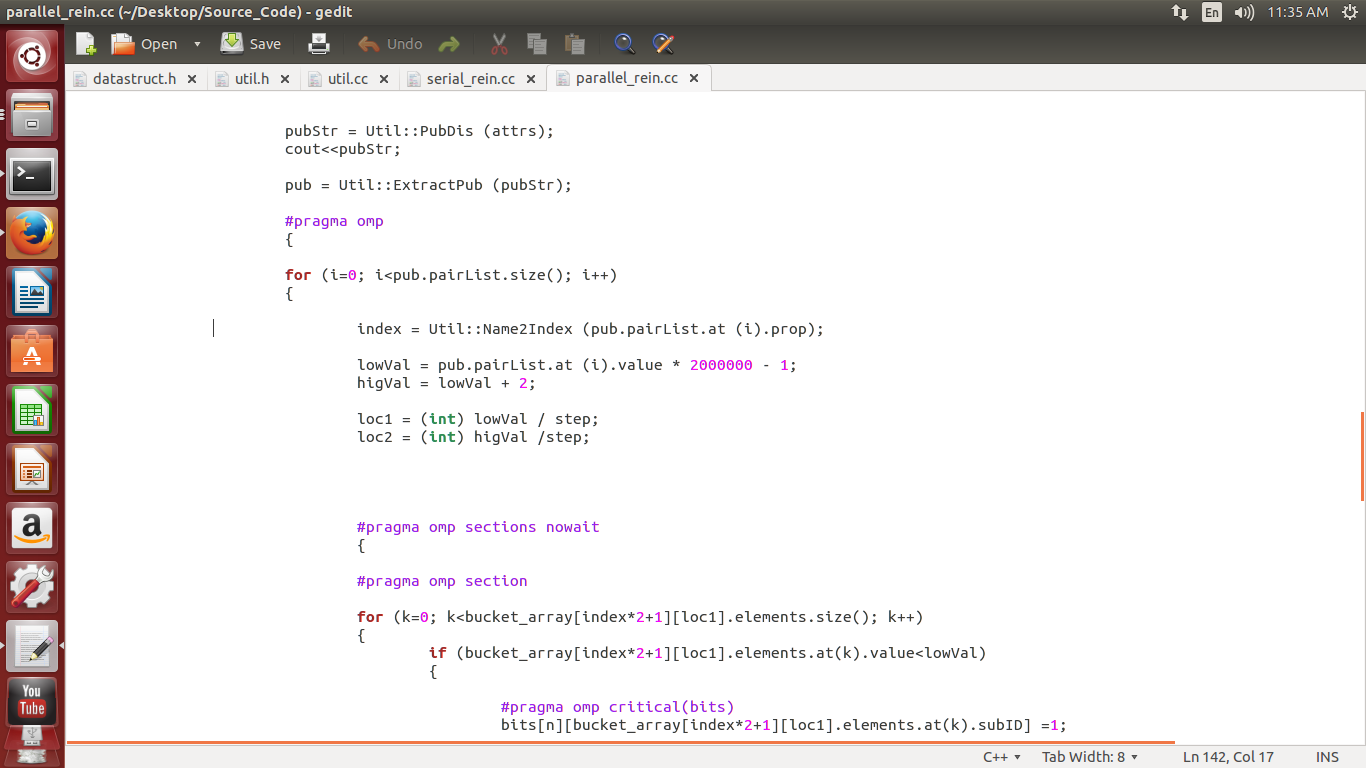 parallel_rein.cc (~/Desktop/Source_Code) - gedit
En
11:35 AM
Open
Save
Undo
datastruct.h
util.h
util.cc
serial_rein.cc
parallel_rein.cc
pubStr = Util::PubDis (attrs);
cout<<pubStr;
pub = Util::ExtractPub (pubStr);
#pragma omp
{
for (i=0; i<pub.pairList.size(); i++)
{
index = Util::Name2Index (pub.pairList.at (i).prop);
lowVal = pub.pairList.at (i).value * 2000000 - 1;
higVal = lowVal + 2;
loc1 = (int) lowVal / step;
loc2 = (int) higVal /step;
#pragma omp sections nowait
{
#pragma omp section
for (k=0; k<bucket_array[index*2+1][loc1].elements.size(); k++)
{
if (bucket_array[index*2+1][loc1].elements.at(k).value<lowVal)
{
#pragma omp critical(bits)
bits[n][bucket_array[index*2+1][loc1].elements.at(k).subID] =1;
C++
Tab Width: 8
Ln 142, Col 17
INS
A
a
You
Tube